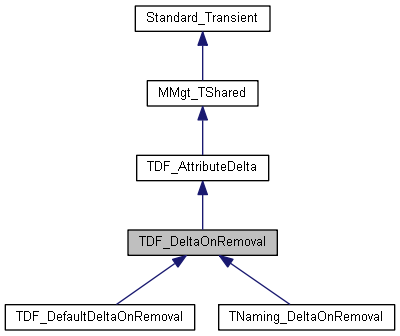 Standard_Transient
MMgt_TShared
TDF_AttributeDelta
TDF_DeltaOnRemoval
TDF_DefaultDeltaOnRemoval
TNaming_DeltaOnRemoval